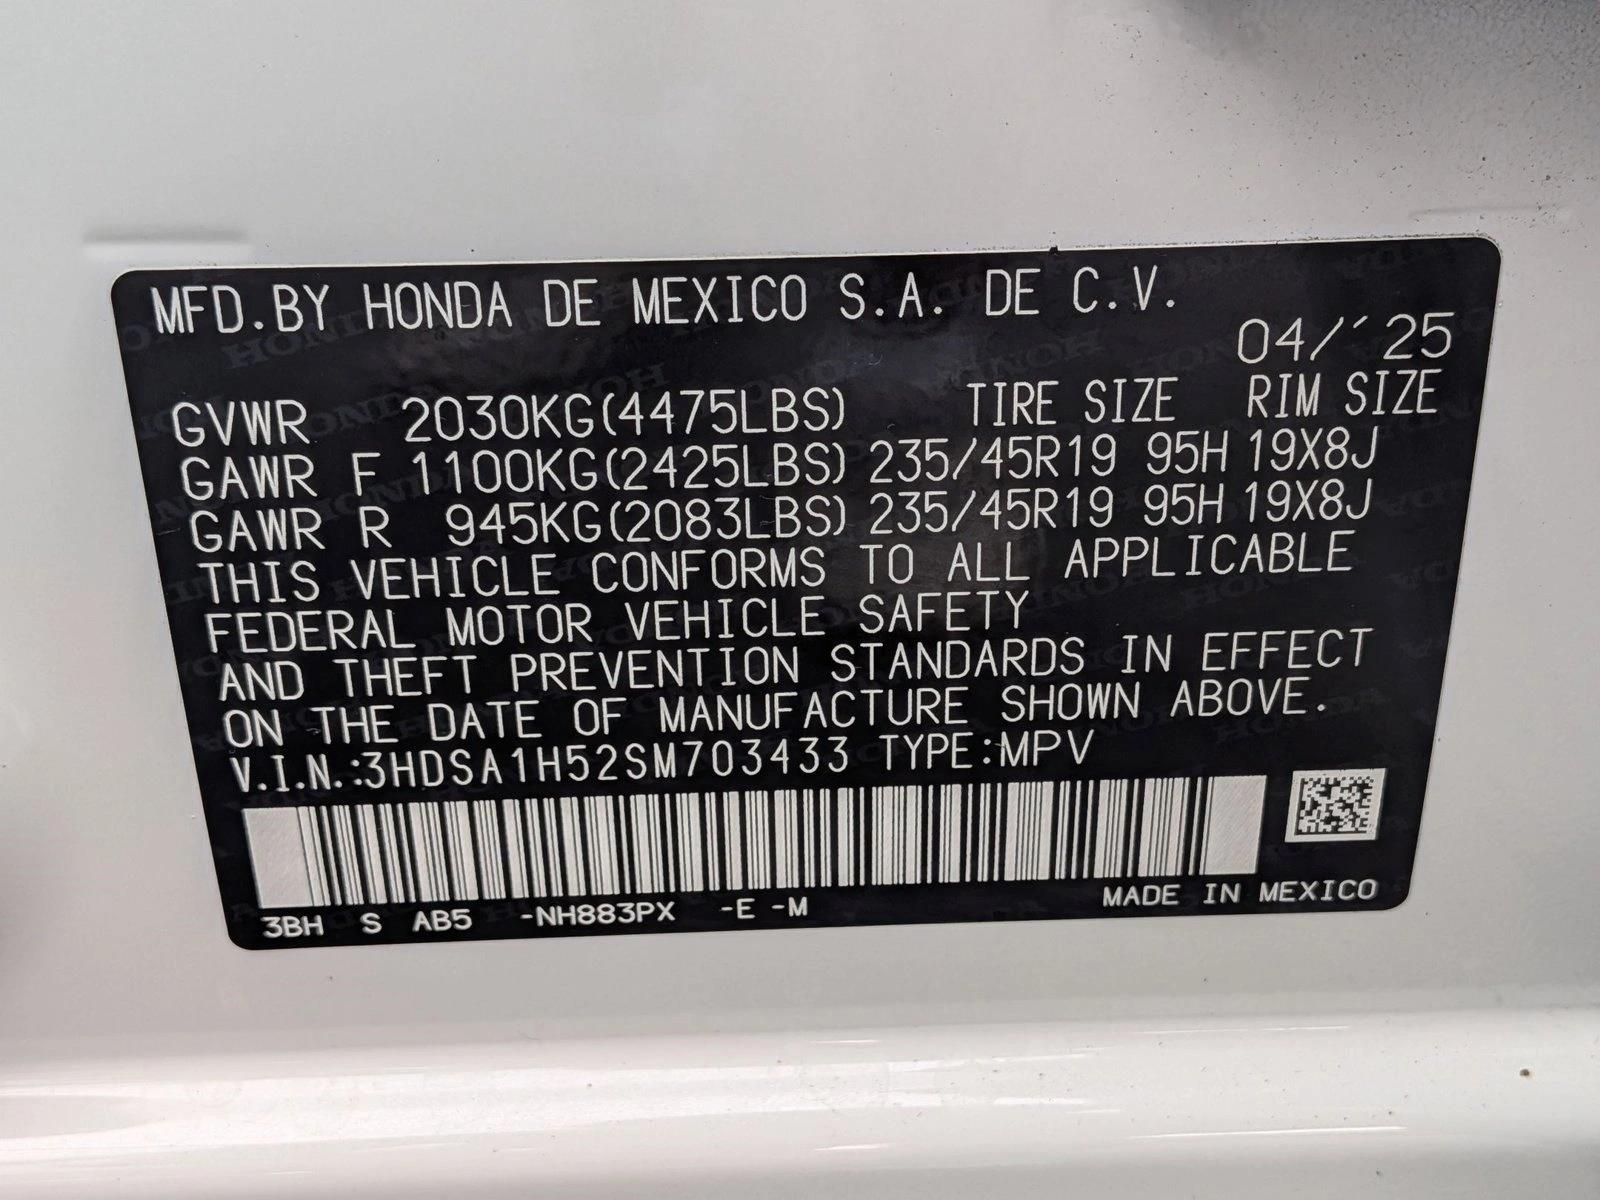 MFD.BY HONDA DE MEXICO S.A. DE C.V.
04/'25
GVWR 2030KG(4475LBS) TIRE SIZE RIM SIZE
GAWR F 1100KG(2425LBS) 235/45R19 95H 19X8J
GAWR R 945KG(2083LBS) 235/45R19 95H 19X8J
THIS VEHICLE CONFORMS TO ALL APPLICABLE
FEDERAL MOTOR VEHICLE SAFETY
AND THEFT PREVENTION STANDARDS IN EFFECT
ON THE DATE OF MANUFACTURE SHOWN ABOVE.
V.I.N.:3HDSA1H52SM703433 TYPE:MPV
3BH S AB5 -NH883PX -E -M MADE IN MEXICO